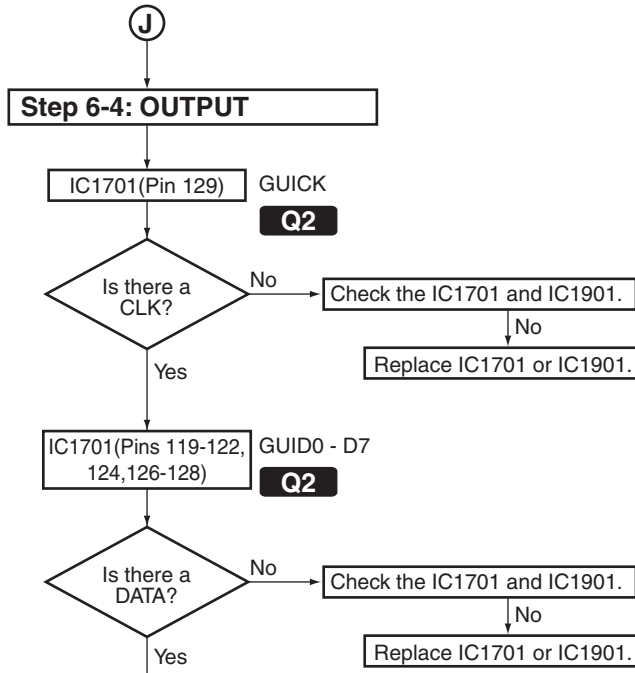 J
Step 6-4: OUTPUT
IC1701(Pin 129)
GUICK
Q2
Is there a
CLK?
No
Check the IC1701 and IC1901.
No
Replace IC1701 or IC1901.
Yes
IC1701(Pins 119-122,
124,126-128)
GUID0 - D7
Q2
Is there a
DATA?
No
Check the IC1701 and IC1901.
No
Replace IC1701 or IC1901.
Yes